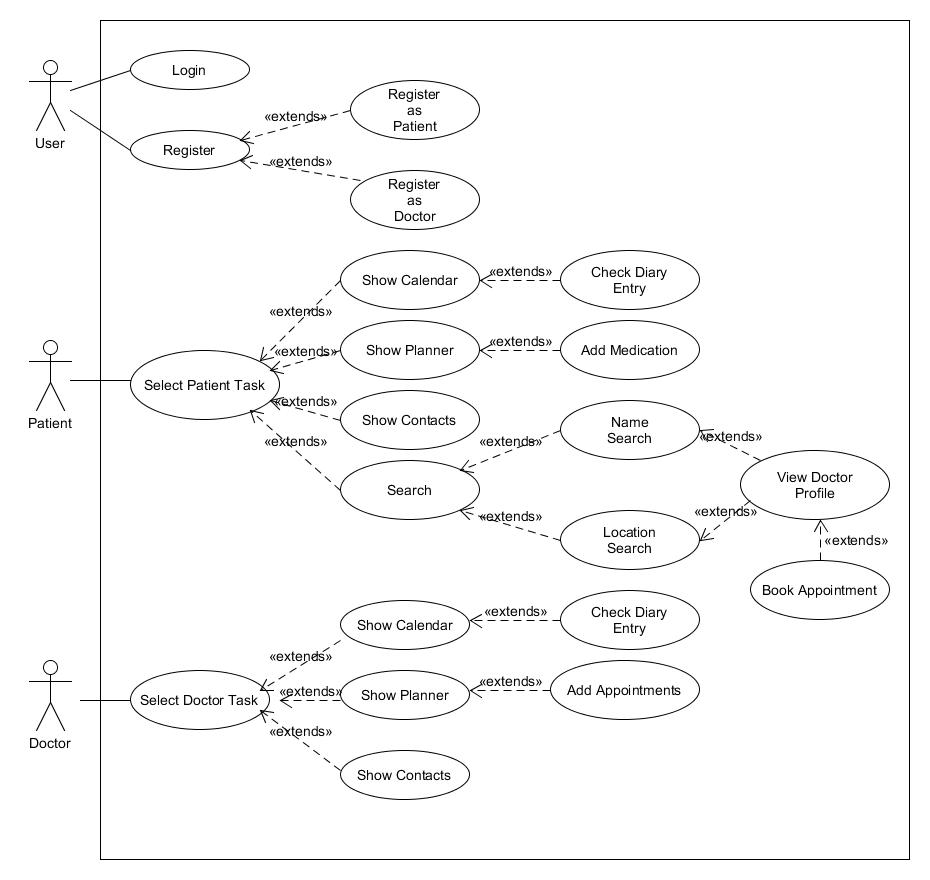 Login
Register
as
Patient
«extends»
User
Register
«extends»
Register
as
Doctor
Show Calendar
«extends»
Check Diary
Entry
«extends»
Show Planner
«extends»
Add Medication
«extends»
Select Patient Task
Patient
«extends»
Show Contacts
Name
Search
«extends»
«extends»
Search
«extends»
View Doctor
Profile
«extends»
«extends»
Location
Search
«extends»
Book Appointment
Show Calendar
«extends»
Check Diary
Entry
«extends»
Select Doctor Task
«extends»
Show Planner
«extends»
Add Appointments
Doctor
«extends»
Show Contacts